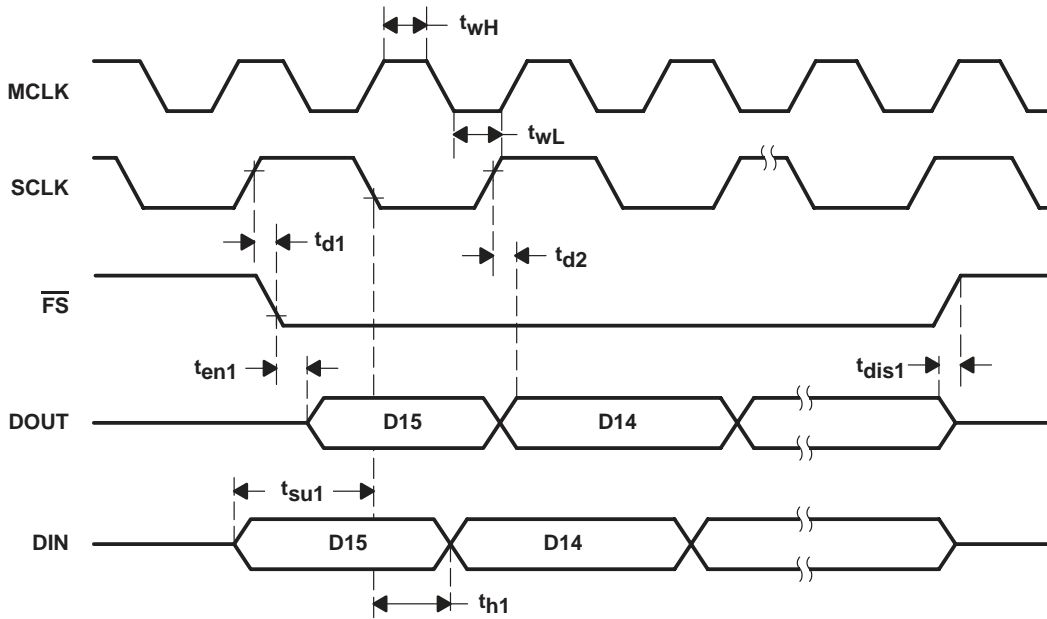 twH
MCLK
twL
SCLK
td1
td2
FS
ten1
tdis1
DOUT
D15
D14
tsu1
DIN
D15
D14
th1